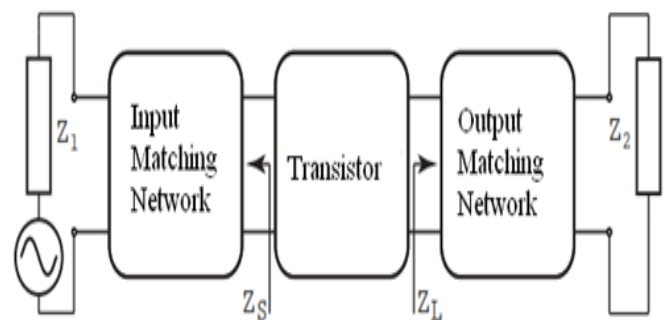 Z1
Input
Matching
Network
Transistor
Output
Matching
Network
Z2
ZS
ZL